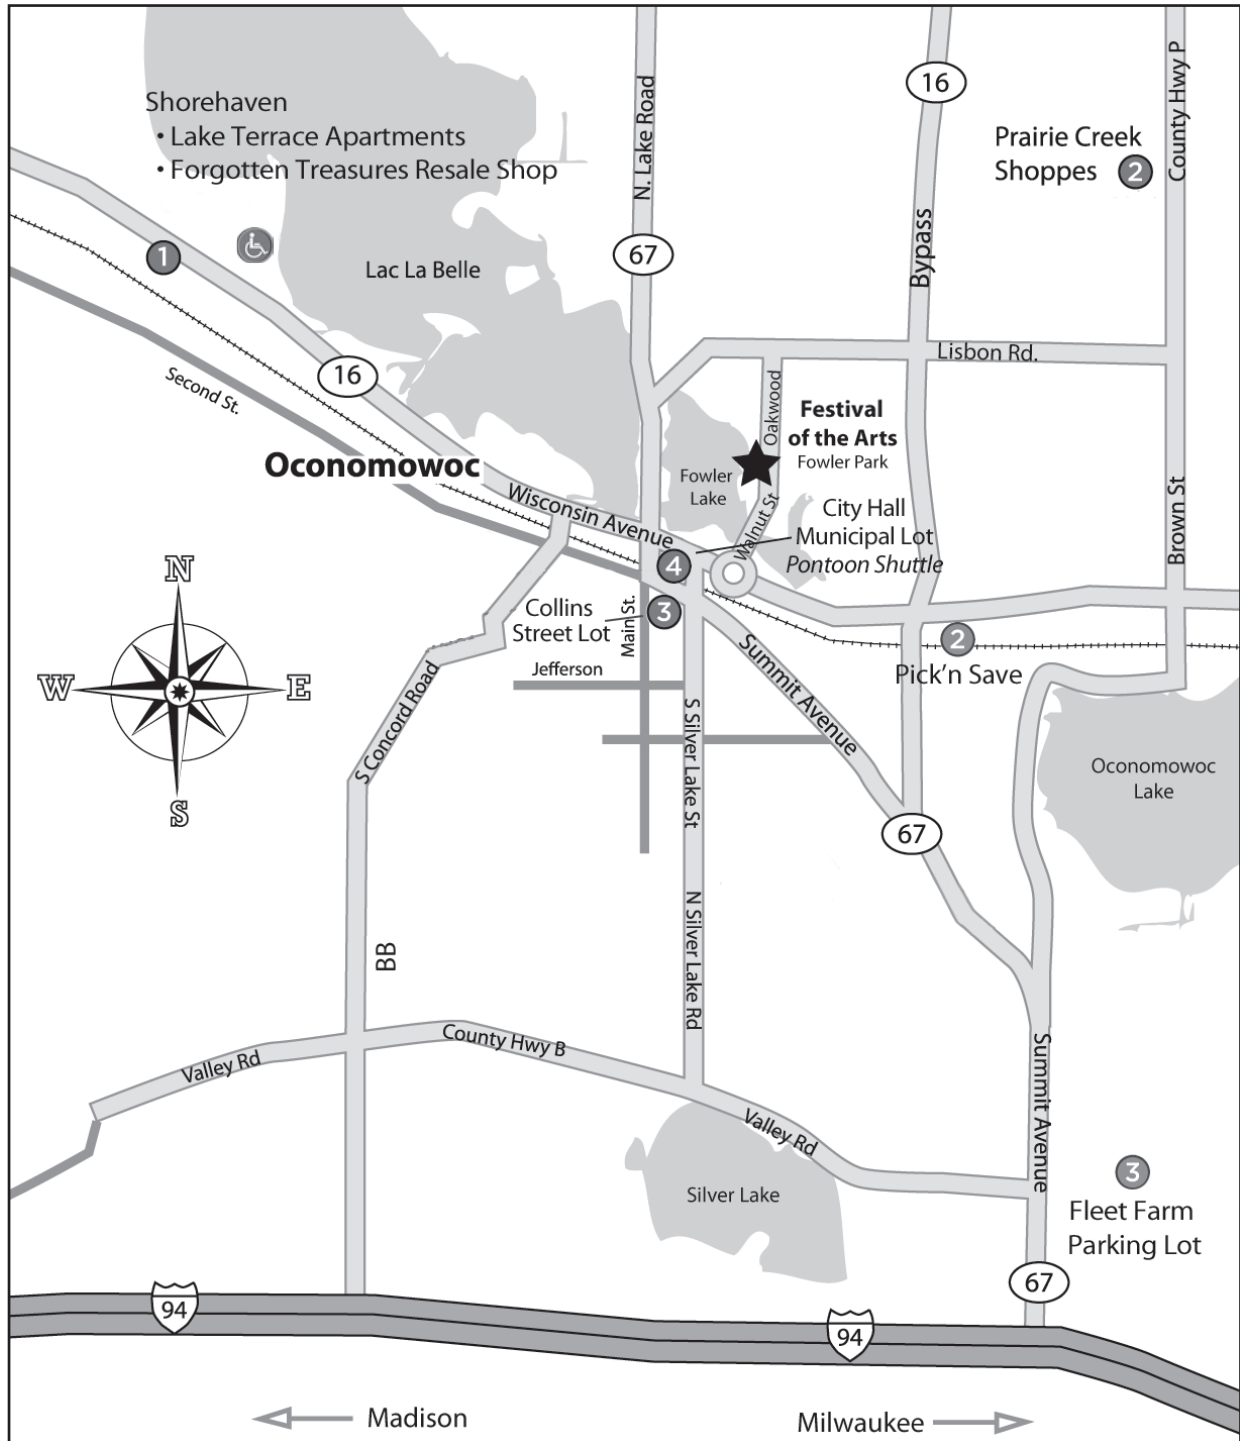 Shorehaven
• Lake Terrace Apartments
• Forgotten Treasures Resale Shop
N. Lake Road
16
Bypass
Prairie Creek
Shoppes 2
County Hwy P
1
Lac La Belle
67
16
Second St.
Lisbon Rd.
Oakwood
Festival
of the Arts
Fowler Park
Fowler
Lake
Oconomowoc
Wisconsin Avenue
Walnut St
City Hall
Municipal Lot
Pontoon Shuttle
4
Brown St
N
W
E
S
Collins
Street Lot
3
Main St.
Jefferson
2
Pick'n Save
S Concord Road
S Silver Lake St
Summit Avenue
Oconomowoc
Lake
67
N Silver Lake Rd
BB
County Hwy B
Valley Rd
Valley Rd
Summit Avenue
Silver Lake
3
Fleet Farm
Parking Lot
67
94
94
Madison
Milwaukee